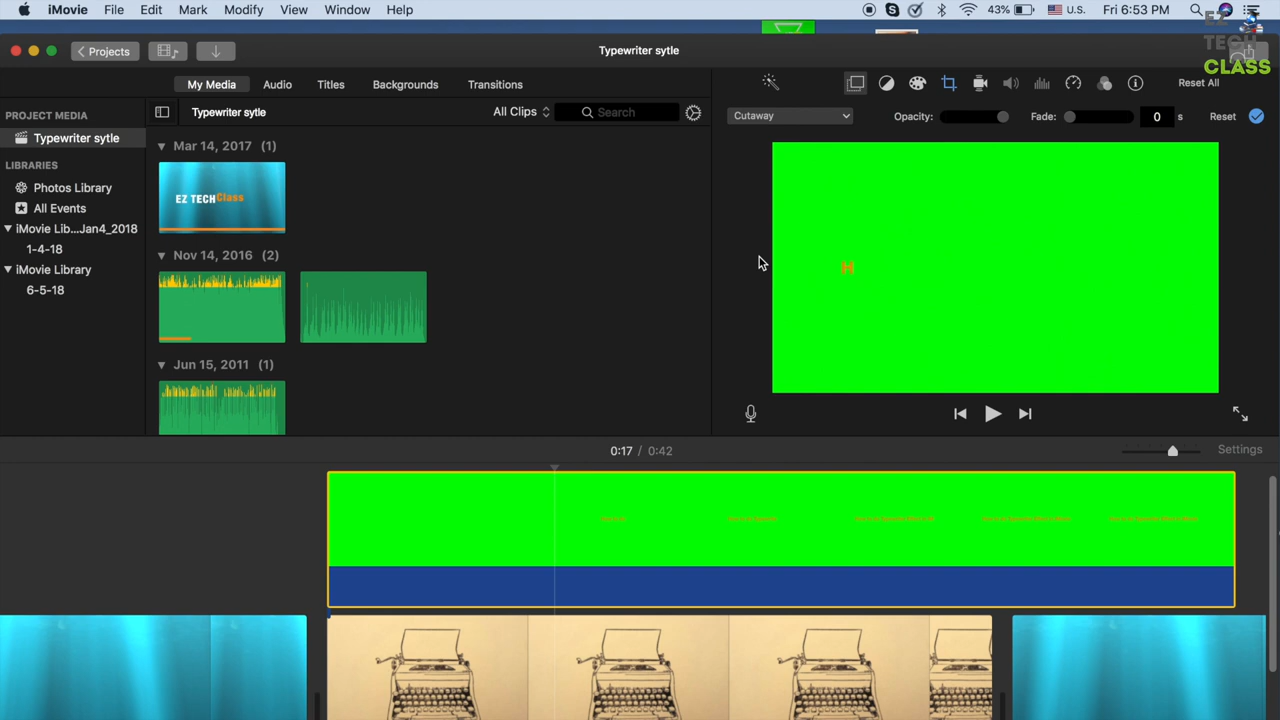 iMovie File Edit Mark Modify View Window Help 43% U.S. Fri 6:53 PM
EZ TECH CLASS
Projects Typewriter sytle
My Media Audio Titles Backgrounds Transitions Reset All
PROJECT MEDIA Typewriter sytle All Clips Search Cutaway Opacity: Fade: 0 s Reset
Typewriter sytle
LIBRARIES
Photos Library
All Events
iMovie Lib...Jan4_2018
1-4-18
iMovie Library
6-5-18
Mar 14, 2017 (1)
EZ TECH Class
Nov 14, 2016 (2)
Jun 15, 2011 (1)
H
0:17 / 0:42 Settings